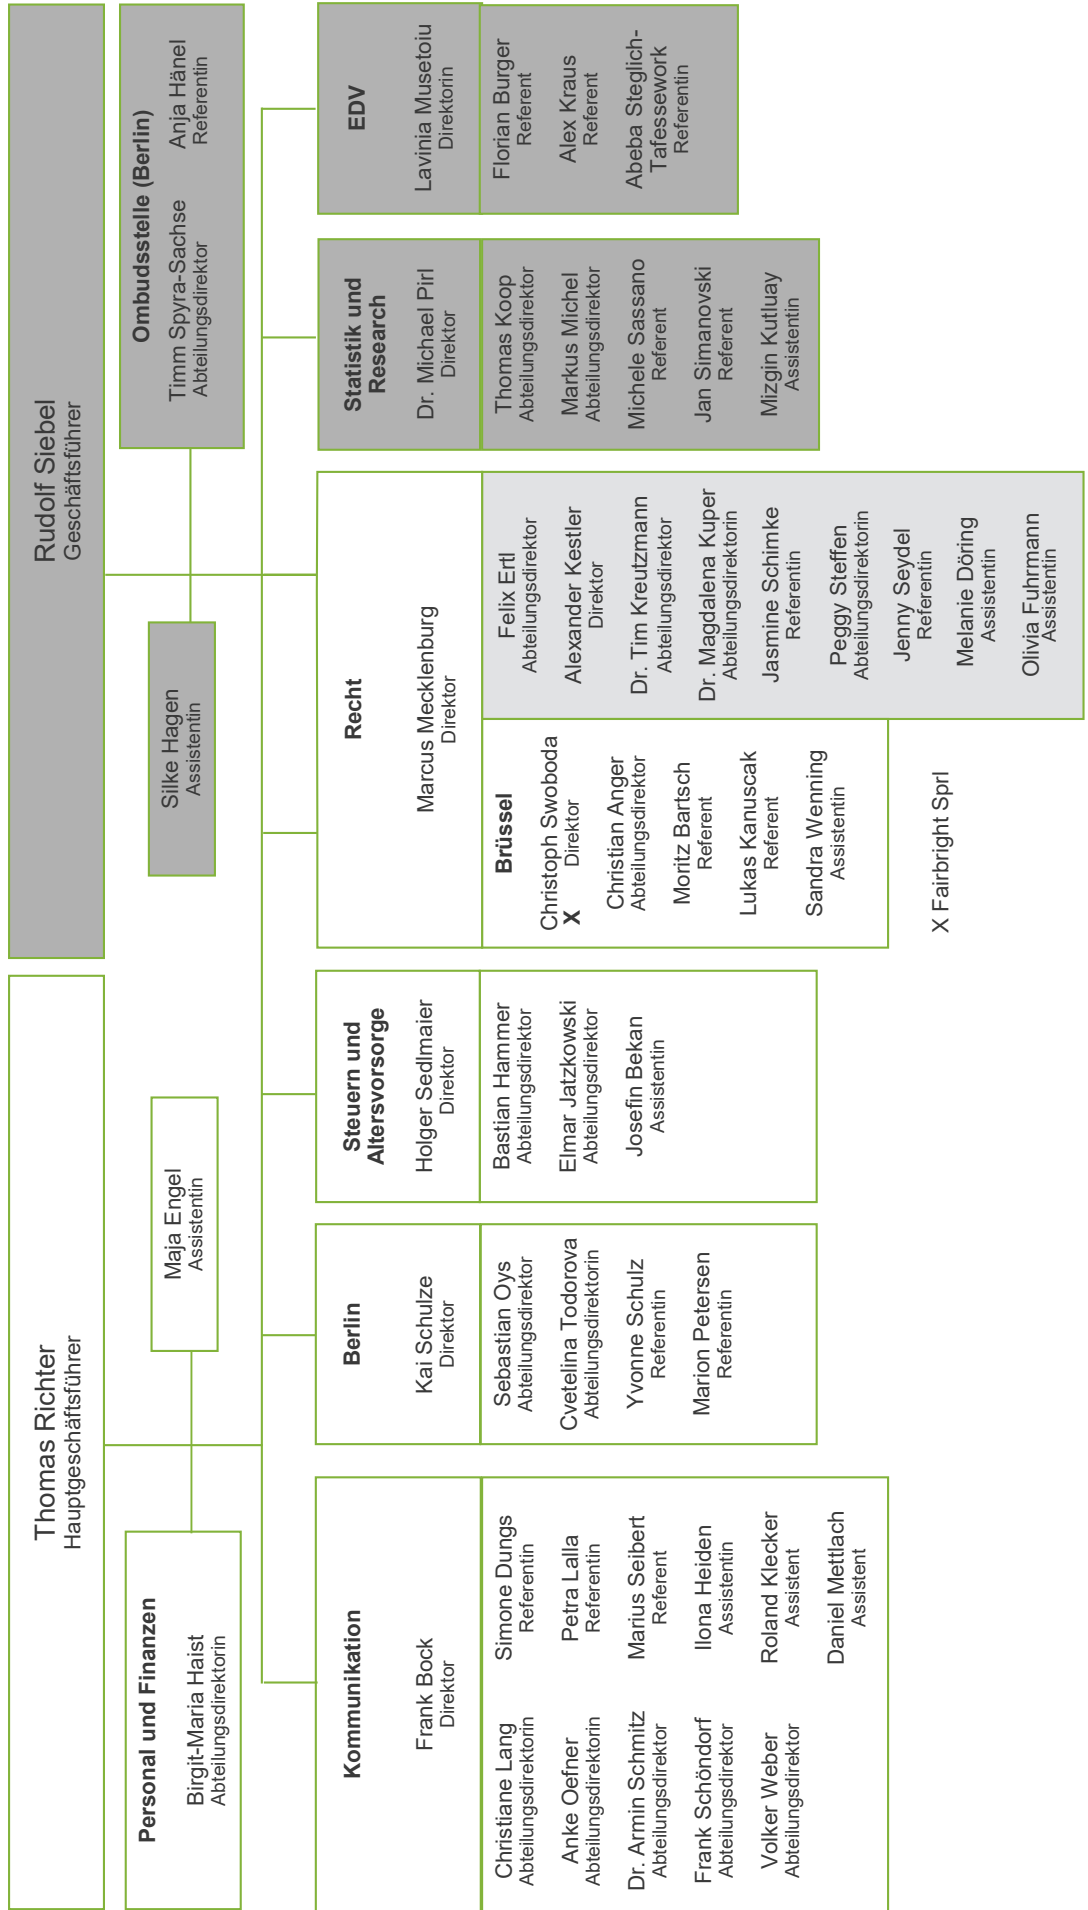 Thomas Richter
Hauptgeschäftsführer
Rudolf Siebel
Geschäftsführer
Personal und Finanzen
Birgit-Maria Haist
Abteilungsdirektorin
Maja Engel
Assistentin
Silke Hagen
Assistentin
Ombudsstelle (Berlin)
Timm Spyra-Sachse
Abteilungsdirektor
Anja Hänel
Referentin
Kommunikation
Frank Bock
Direktor
Christiane Lang
Abteilungsdirektorin
Anke Oefner
Abteilungsdirektorin
Dr. Armin Schmitz
Abteilungsdirektor
Frank Schöndorf
Abteilungsdirektor
Volker Weber
Abteilungsdirektor
Simone Dungs
Referentin
Petra Lalla
Referentin
Marius Seibert
Referent
Ilona Heiden
Assistentin
Roland Klecker
Assistent
Daniel Mettlach
Assistent
Berlin
Kai Schulze
Direktor
Sebastian Oys
Abteilungsdirektor
Cvetelina Todorova
Abteilungsdirektorin
Yvonne Schulz
Referentin
Marion Petersen
Referentin
Steuern und
Altersvorsorge
Holger Sedlmaier
Direktor
Bastian Hammer
Abteilungsdirektor
Elmar Jatzkowski
Abteilungsdirektor
Josefin Bekan
Assistentin
Recht
Marcus Mecklenburg
Direktor
Brüssel
Christoph Swoboda
X Direktor
Christian Anger
Abteilungsdirektor
Moritz Bartsch
Referent
Lukas Kanuscak
Referent
Sandra Wenning
Assistentin
X Fairbright Sprl
Felix Ertl
Abteilungsdirektor
Alexander Kestler
Direktor
Dr. Tim Kreutzmann
Abteilungsdirektor
Dr. Magdalena Kuper
Abteilungsdirektorin
Jasmine Schimke
Referentin
Peggy Steffen
Abteilungsdirektorin
Jenny Seydel
Referentin
Melanie Döring
Assistentin
Olivia Fuhrmann
Assistentin
Statistik und
Research
Dr. Michael Pirl
Direktor
Thomas Koop
Abteilungsdirektor
Markus Michel
Abteilungsdirektor
Michele Sassano
Referent
Jan Simanovski
Referent
Mizgin Kutluay
Assistentin
EDV
Lavinia Musetoiu
Direktorin
Florian Burger
Referent
Alex Kraus
Referent
Abeba Steglich-
Tafessework
Referentin